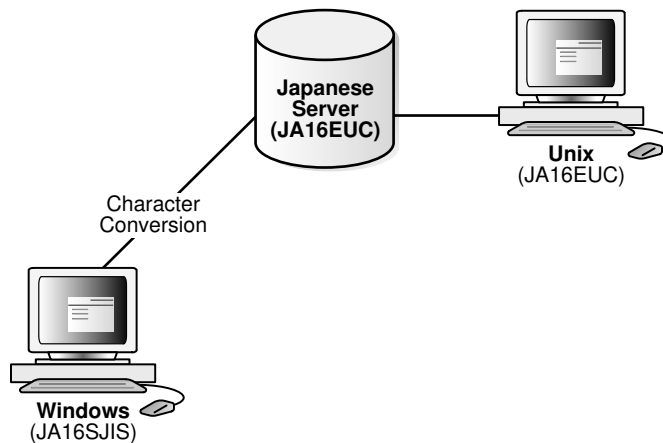 Japanese
Server
(JA16EUC)
Unix
(JA16EUC)
Character
Conversion
Windows
(JA16SJIS)